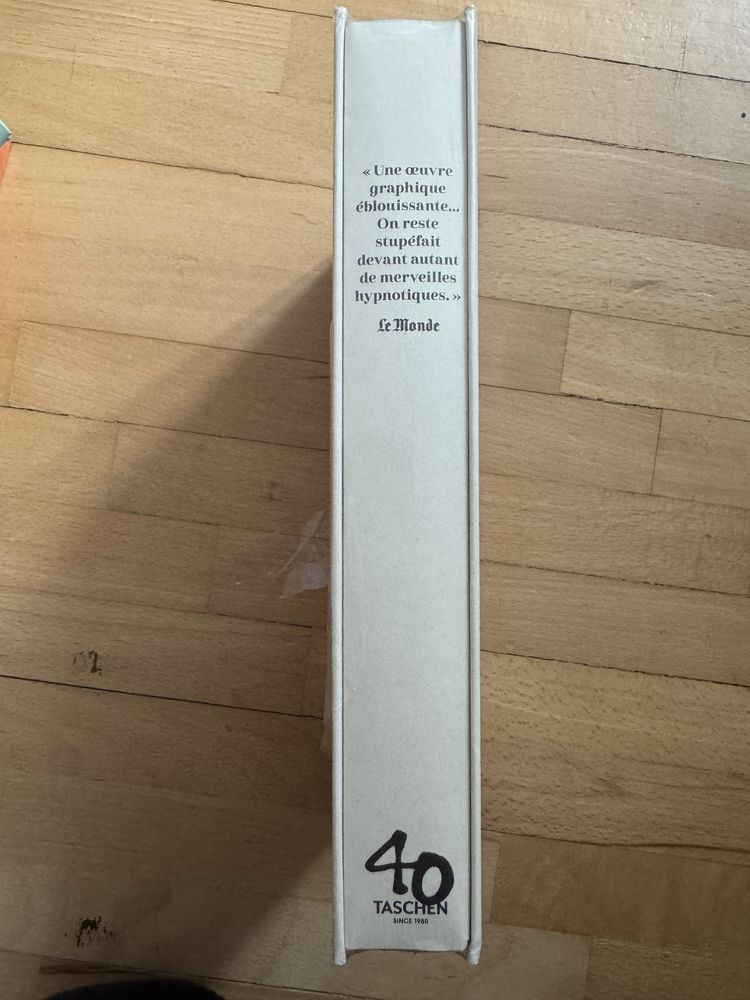 « Une œuvre
graphique
éblouissante...
On reste
stupéfait
devant autant
de merveilles
hypnotiques. »
Le Monde
40
TASCHEN
SINCE 1980